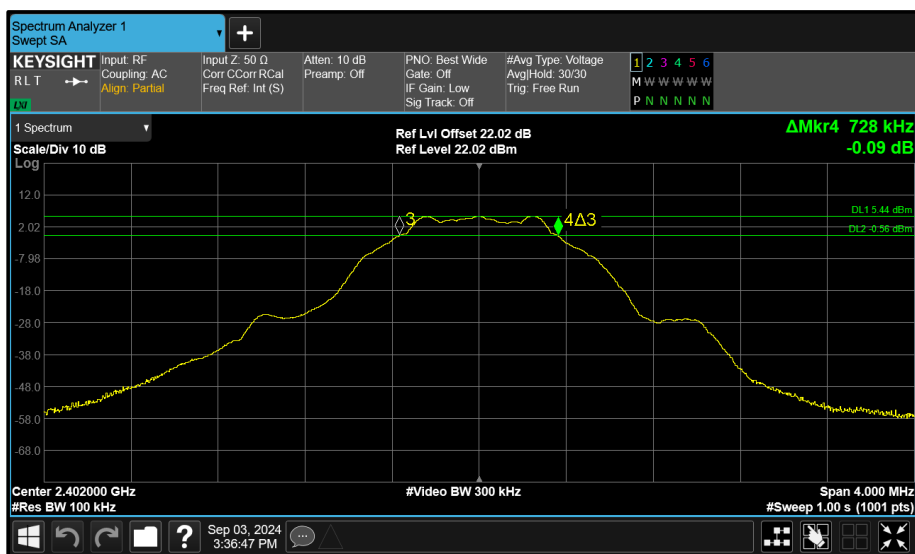 Spectrum Analyzer 1
Swept SA
KEYSIGHT
R L T
LXI
Input: RF
Coupling: AC
Align: Partial
Input Z: 50 Ω
Corr CCorr RCal
Freq Ref: Int (S)
Atten: 10 dB
Preamp: Off
PNO: Best Wide
Gate: Off
IF Gain: Low
Sig Track: Off
#Avg Type: Voltage
Avg|Hold: 30/30
Trig: Free Run
1 2 3 4 5 6
M W W W W W
P N N N N N
1 Spectrum
Scale/Div 10 dB
Log
Ref Lvl Offset 22.02 dB
Ref Level 22.02 dBm
ΔMkr4 728 kHz
-0.09 dB
12.0
2.02
-7.98
-18.0
-28.0
-38.0
-48.0
-58.0
-68.0
3
4Δ3
DL1 5.44 dBm
DL2 -0.56 dBm
Center 2.402000 GHz
#Res BW 100 kHz
#Video BW 300 kHz
Span 4.000 MHz
#Sweep 1.00 s (1001 pts)
?
Sep 03, 2024
3:36:47 PM